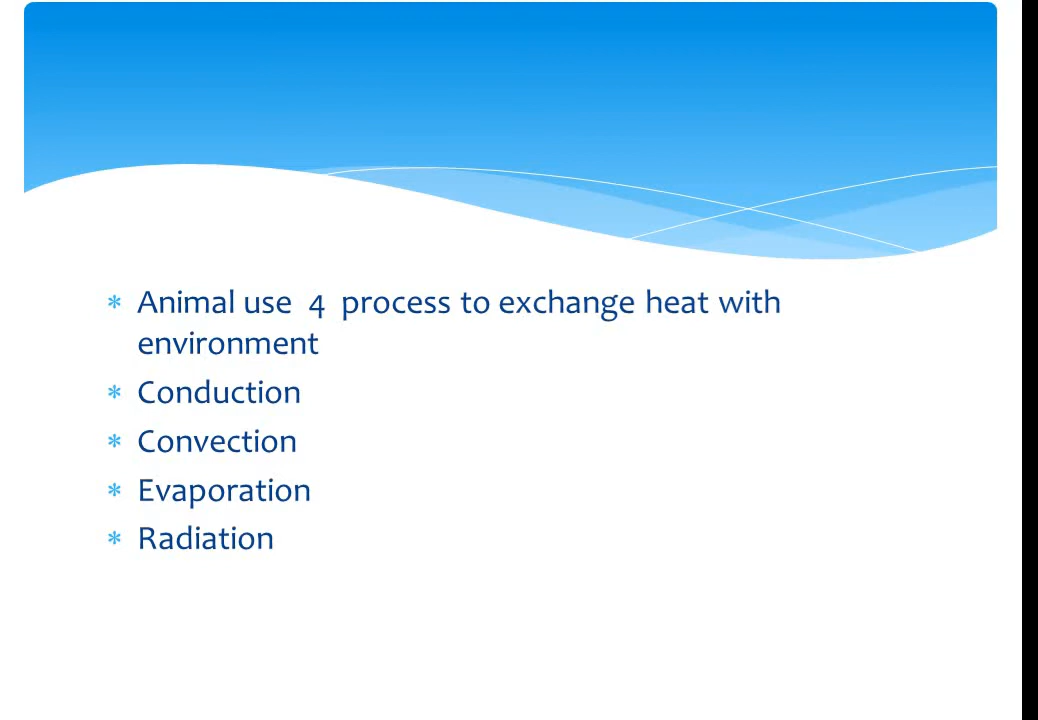 * Animal use 4 process to exchange heat with
environment
* Conduction
* Convection
* Evaporation
* Radiation